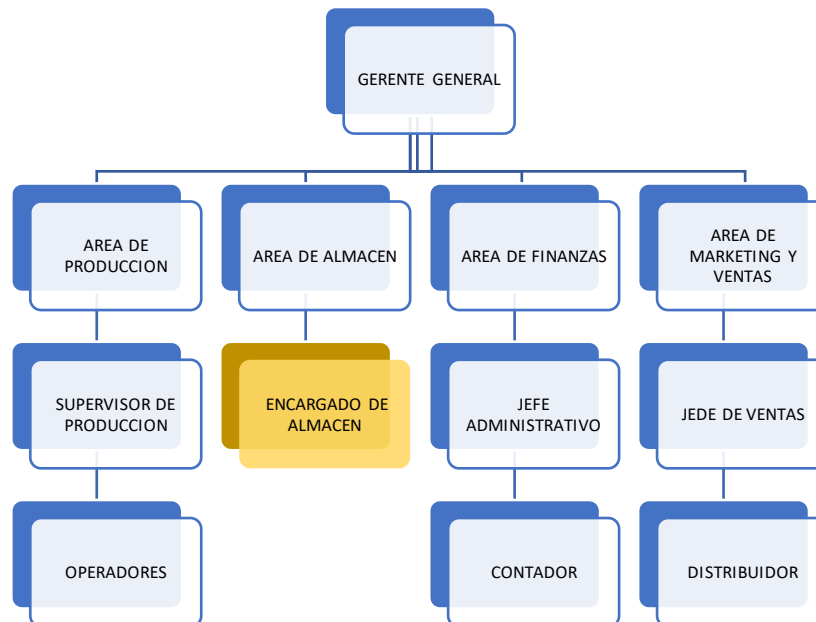 GERENTE GENERAL
AREA DE
PRODUCCION
AREA DE ALMACEN
AREA DE FINANZAS
AREA DE
MARKETING Y
VENTAS
SUPERVISOR DE
PRODUCCION
ENCARGADO DE
ALMACEN
JEFE
ADMINISTRATIVO
JEDE DE VENTAS
OPERADORES
CONTADOR
DISTRIBUIDOR